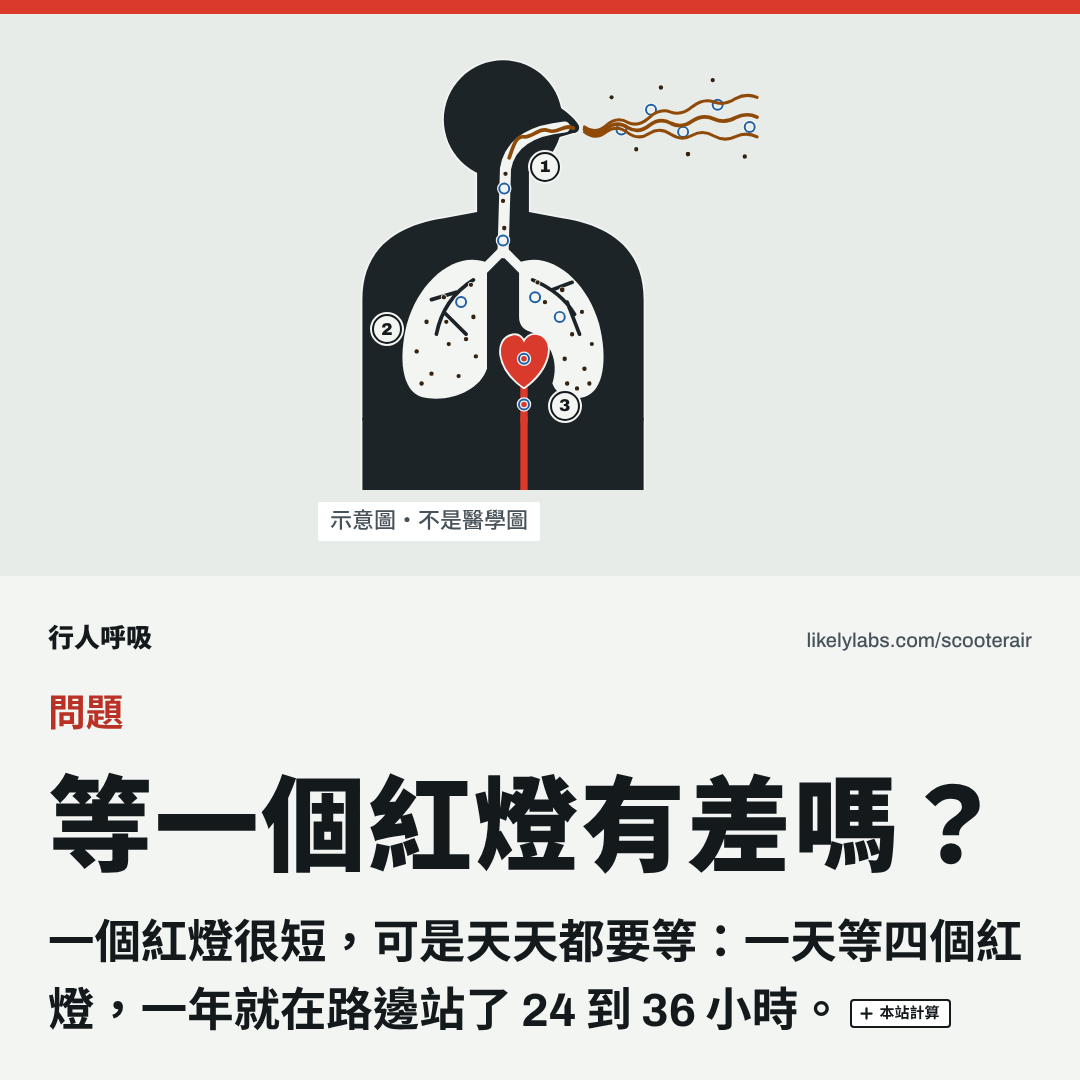 1
2
3
示意圖・不是醫學圖
行人呼吸
likelylabs.com/scooterair
問題
等一個紅燈有差嗎？
一個紅燈很短，可是天天都要等：一天等四個紅
燈，一年就在路邊站了 24 到 36 小時。 + 本站計算